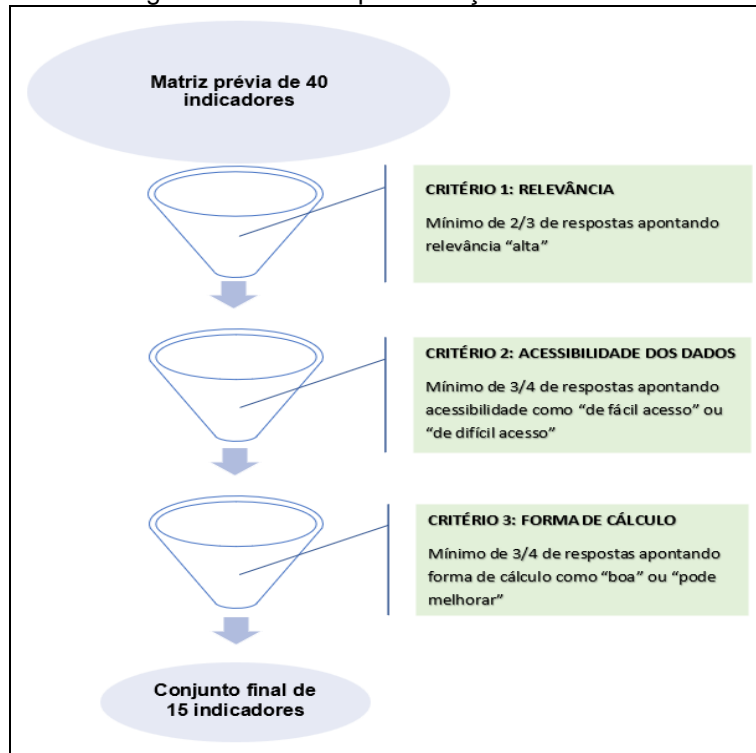 Matriz prévia de 40
indicadores
CRITÉRIO 1: RELEVÂNCIA
Mínimo de 2/3 de respostas apontando
relevância “alta”
CRITÉRIO 2: ACESSIBILIDADE DOS DADOS
Mínimo de 3/4 de respostas apontando
acessibilidade como “de fácil acesso” ou
“de difícil acesso”
CRITÉRIO 3: FORMA DE CÁLCULO
Mínimo de 3/4 de respostas apontando
forma de cálculo como “boa” ou “pode
melhorar”
Conjunto final de
15 indicadores